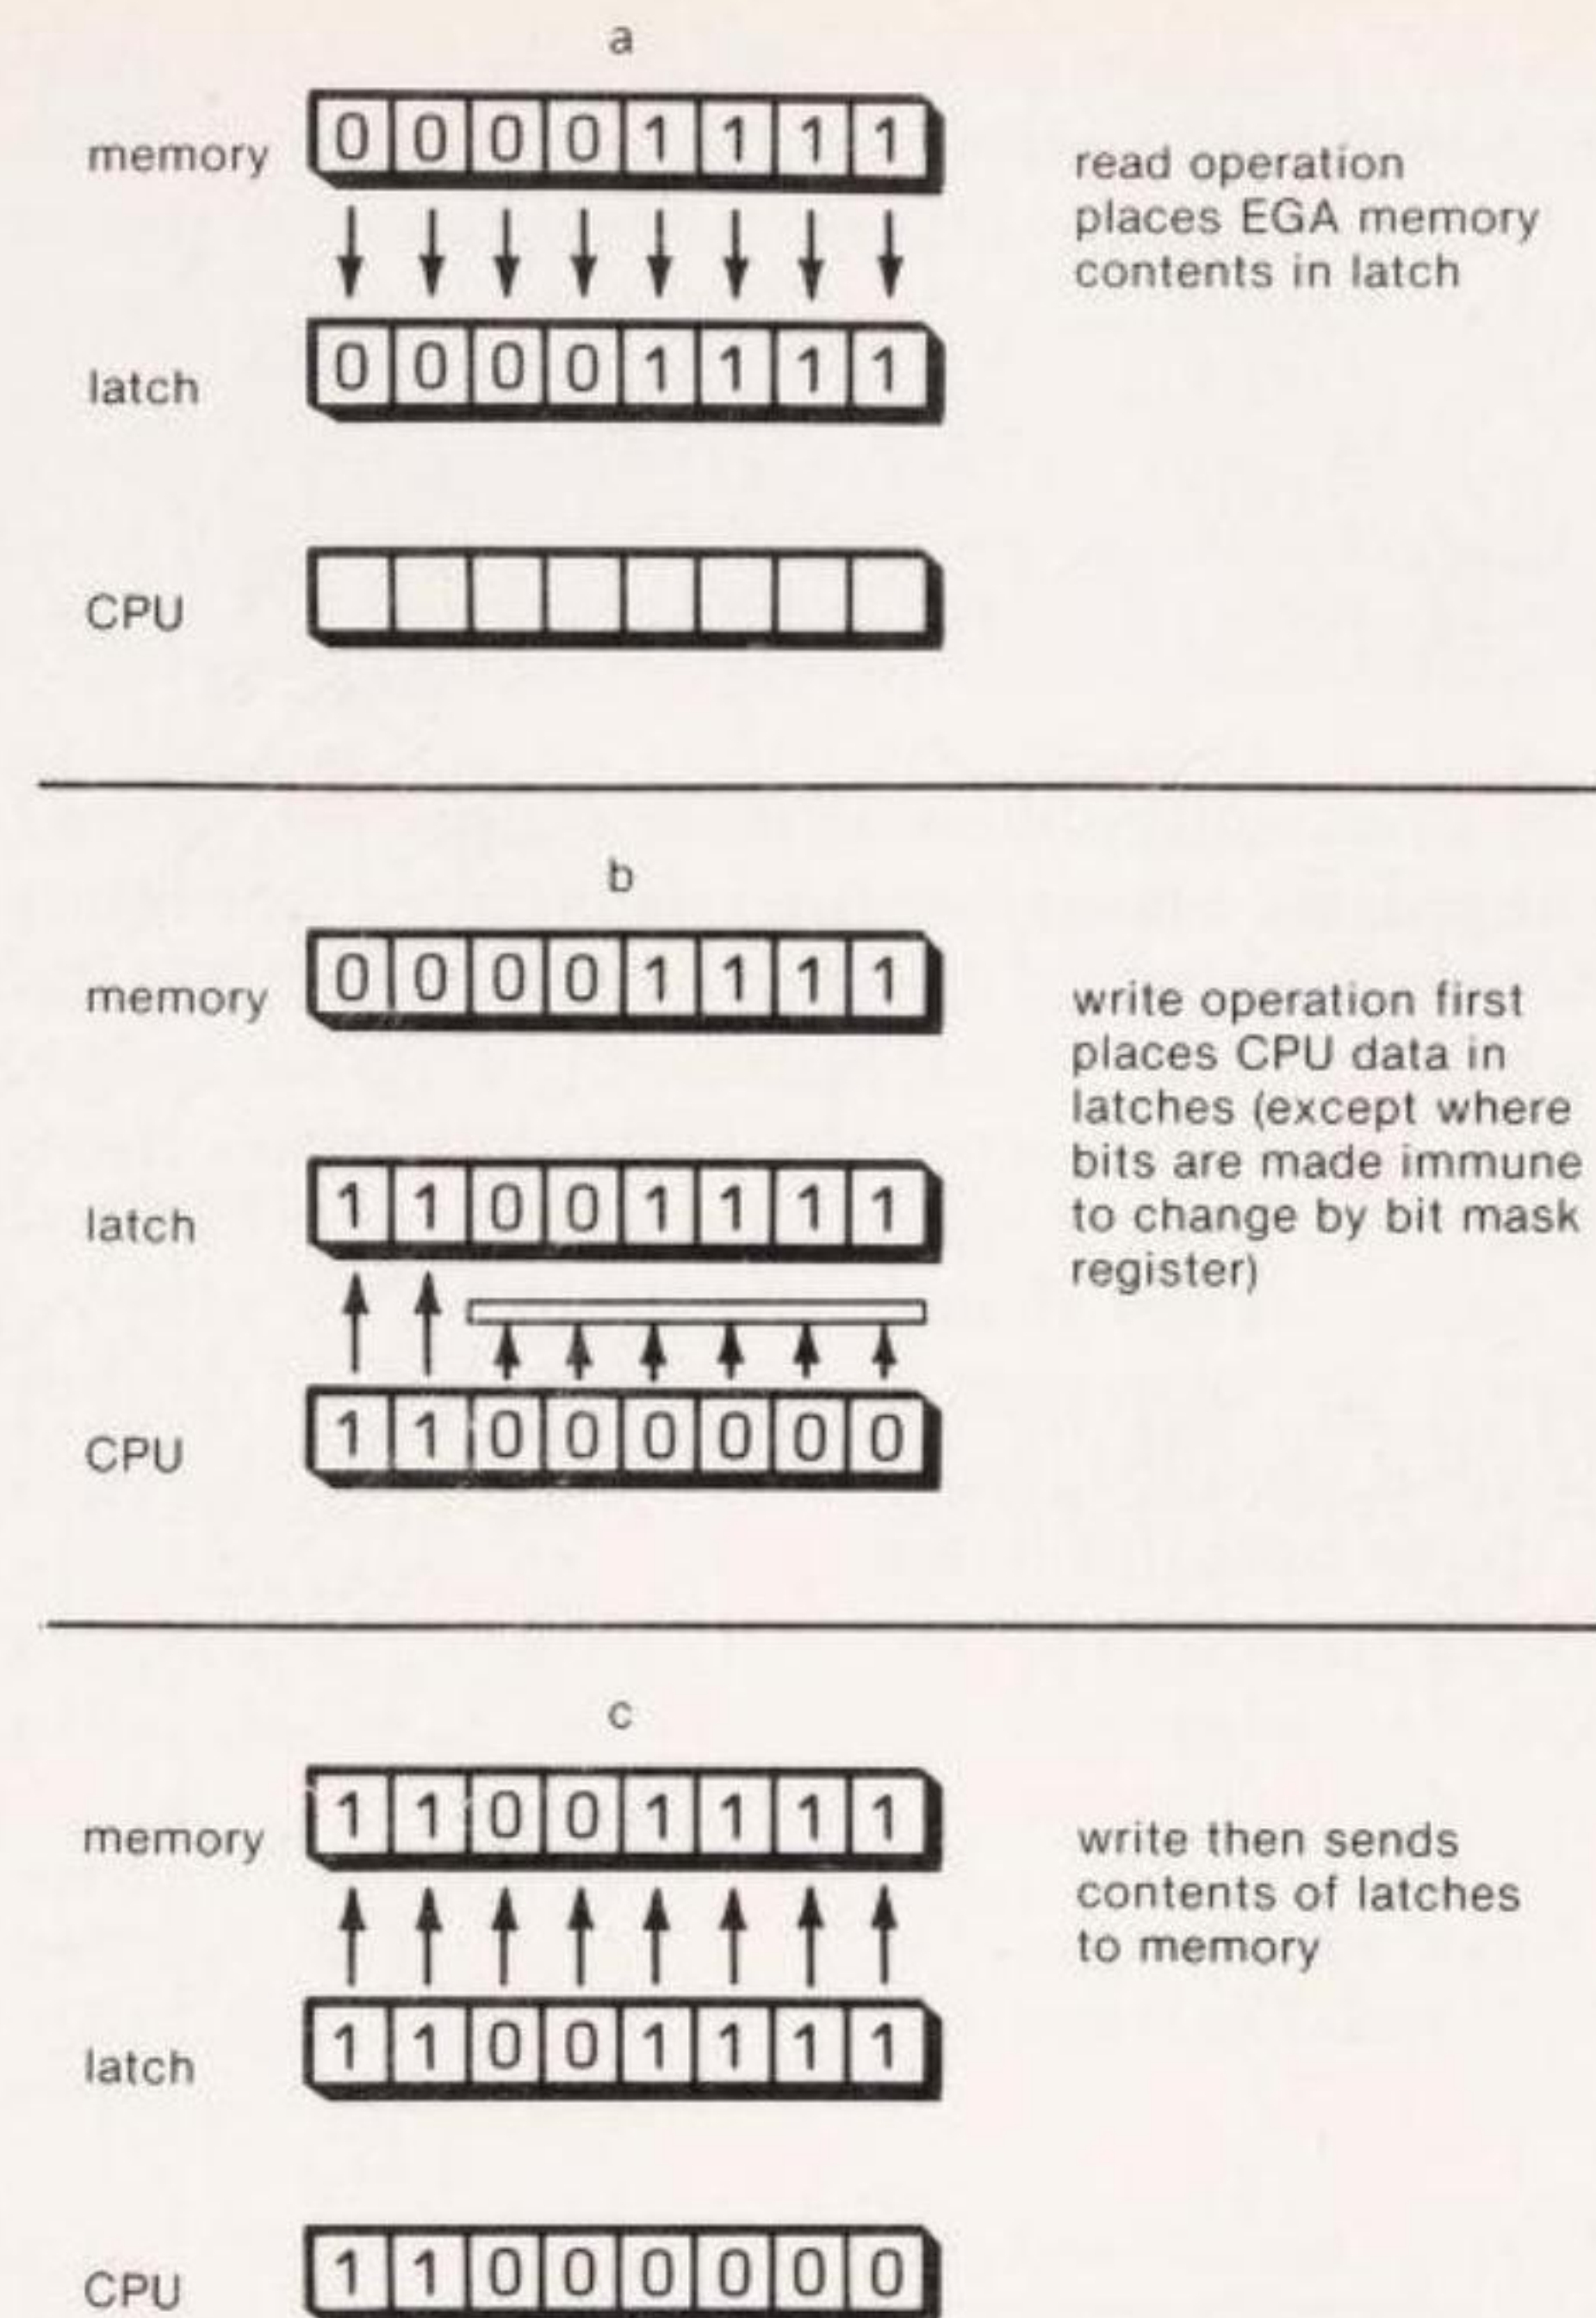 a
memory 0 0 0 0 1 1 1 1
read operation
places EGA memory
contents in latch
latch 0 0 0 0 1 1 1 1
CPU
b
memory 0 0 0 0 1 1 1 1
write operation first
places CPU data in
latches (except where
bits are made immune
to change by bit mask
register)
latch 1 1 0 0 1 1 1 1
CPU 1 1 0 0 0 0 0 0
c
memory 1 1 0 0 1 1 1 1
write then sends
contents of latches
to memory
latch 1 1 0 0 1 1 1 1
CPU 1 1 0 0 0 0 0 0